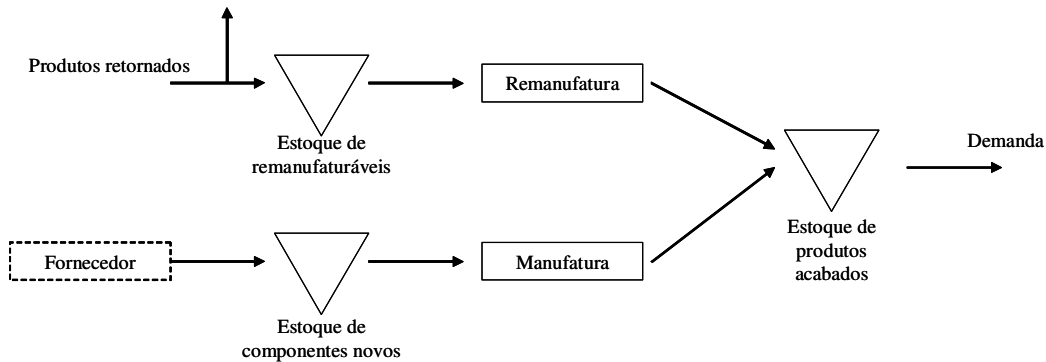 Produtos retornados
Remanufatura
Estoque de
remanufaturáveis
Demanda
Estoque de
produtos
acabados
Fornecedor
Manufatura
Estoque de
componentes novos